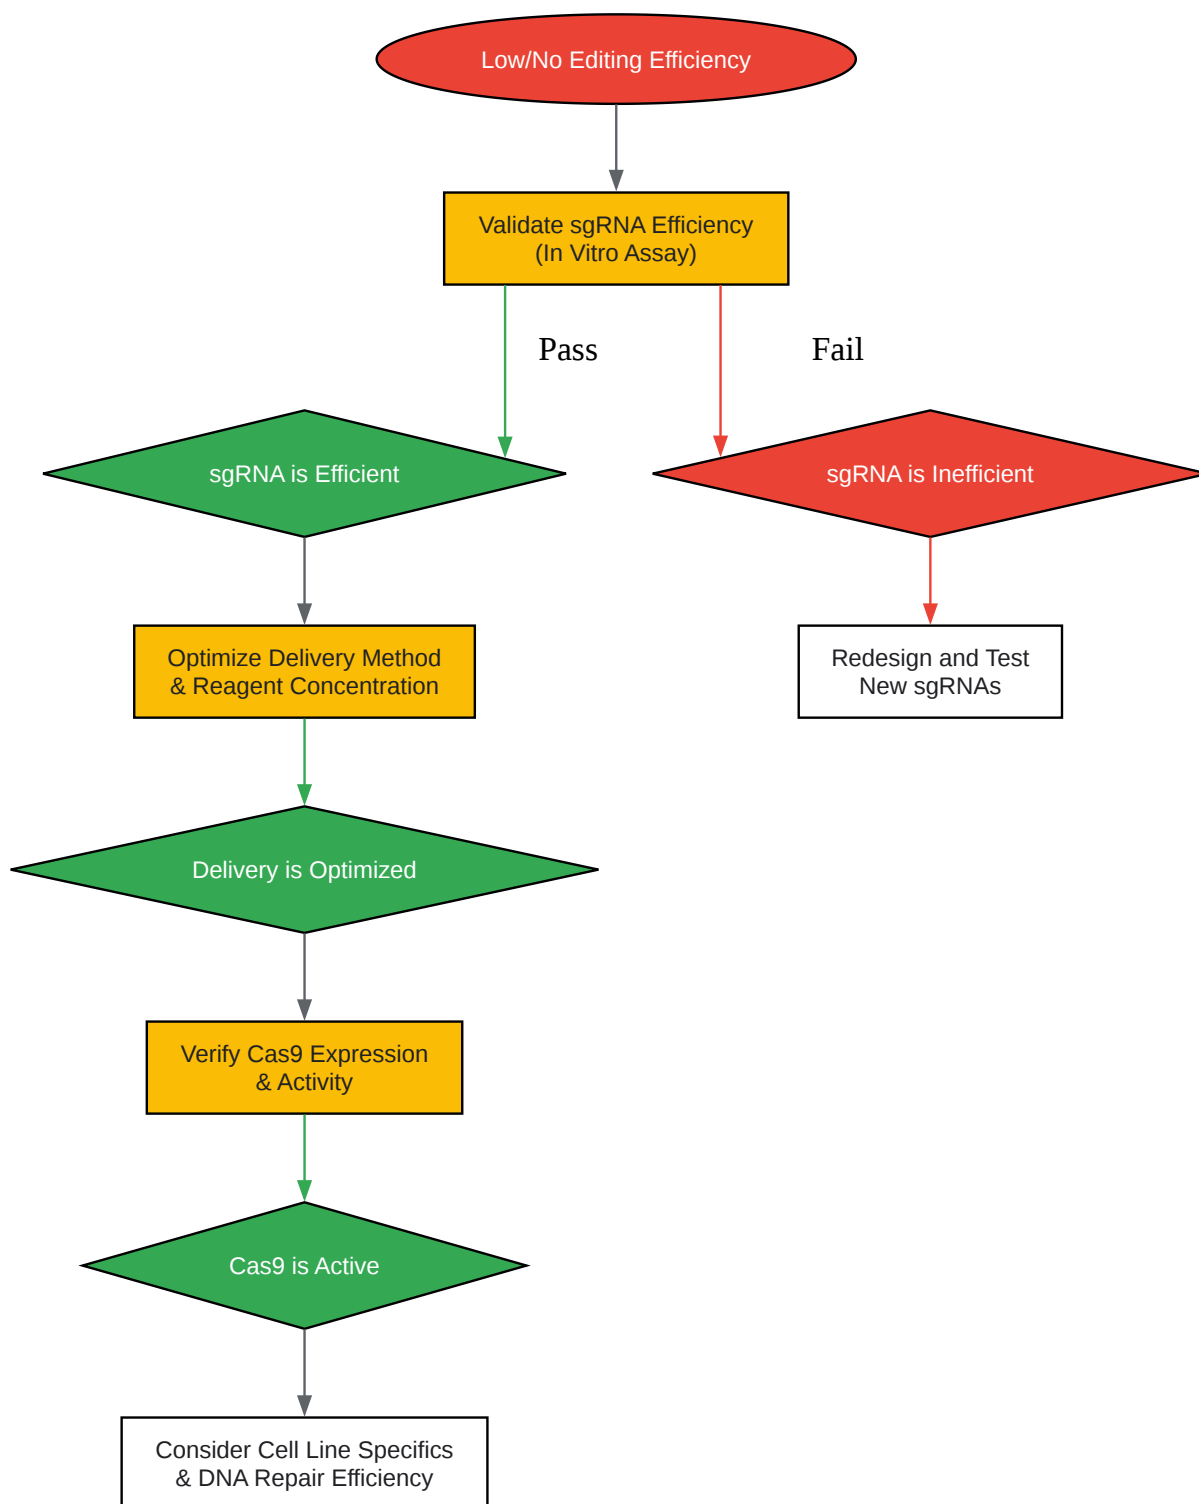 Low/No Editing Efficiency
Validate sgRNA Efficiency
(In Vitro Assay)
Pass
Fail
sgRNA is Efficient
sgRNA is Inefficient
Optimize Delivery Method
& Reagent Concentration
Redesign and Test
New sgRNAs
Delivery is Optimized
Verify Cas9 Expression
& Activity
Cas9 is Active
Consider Cell Line Specifics
& DNA Repair Efficiency